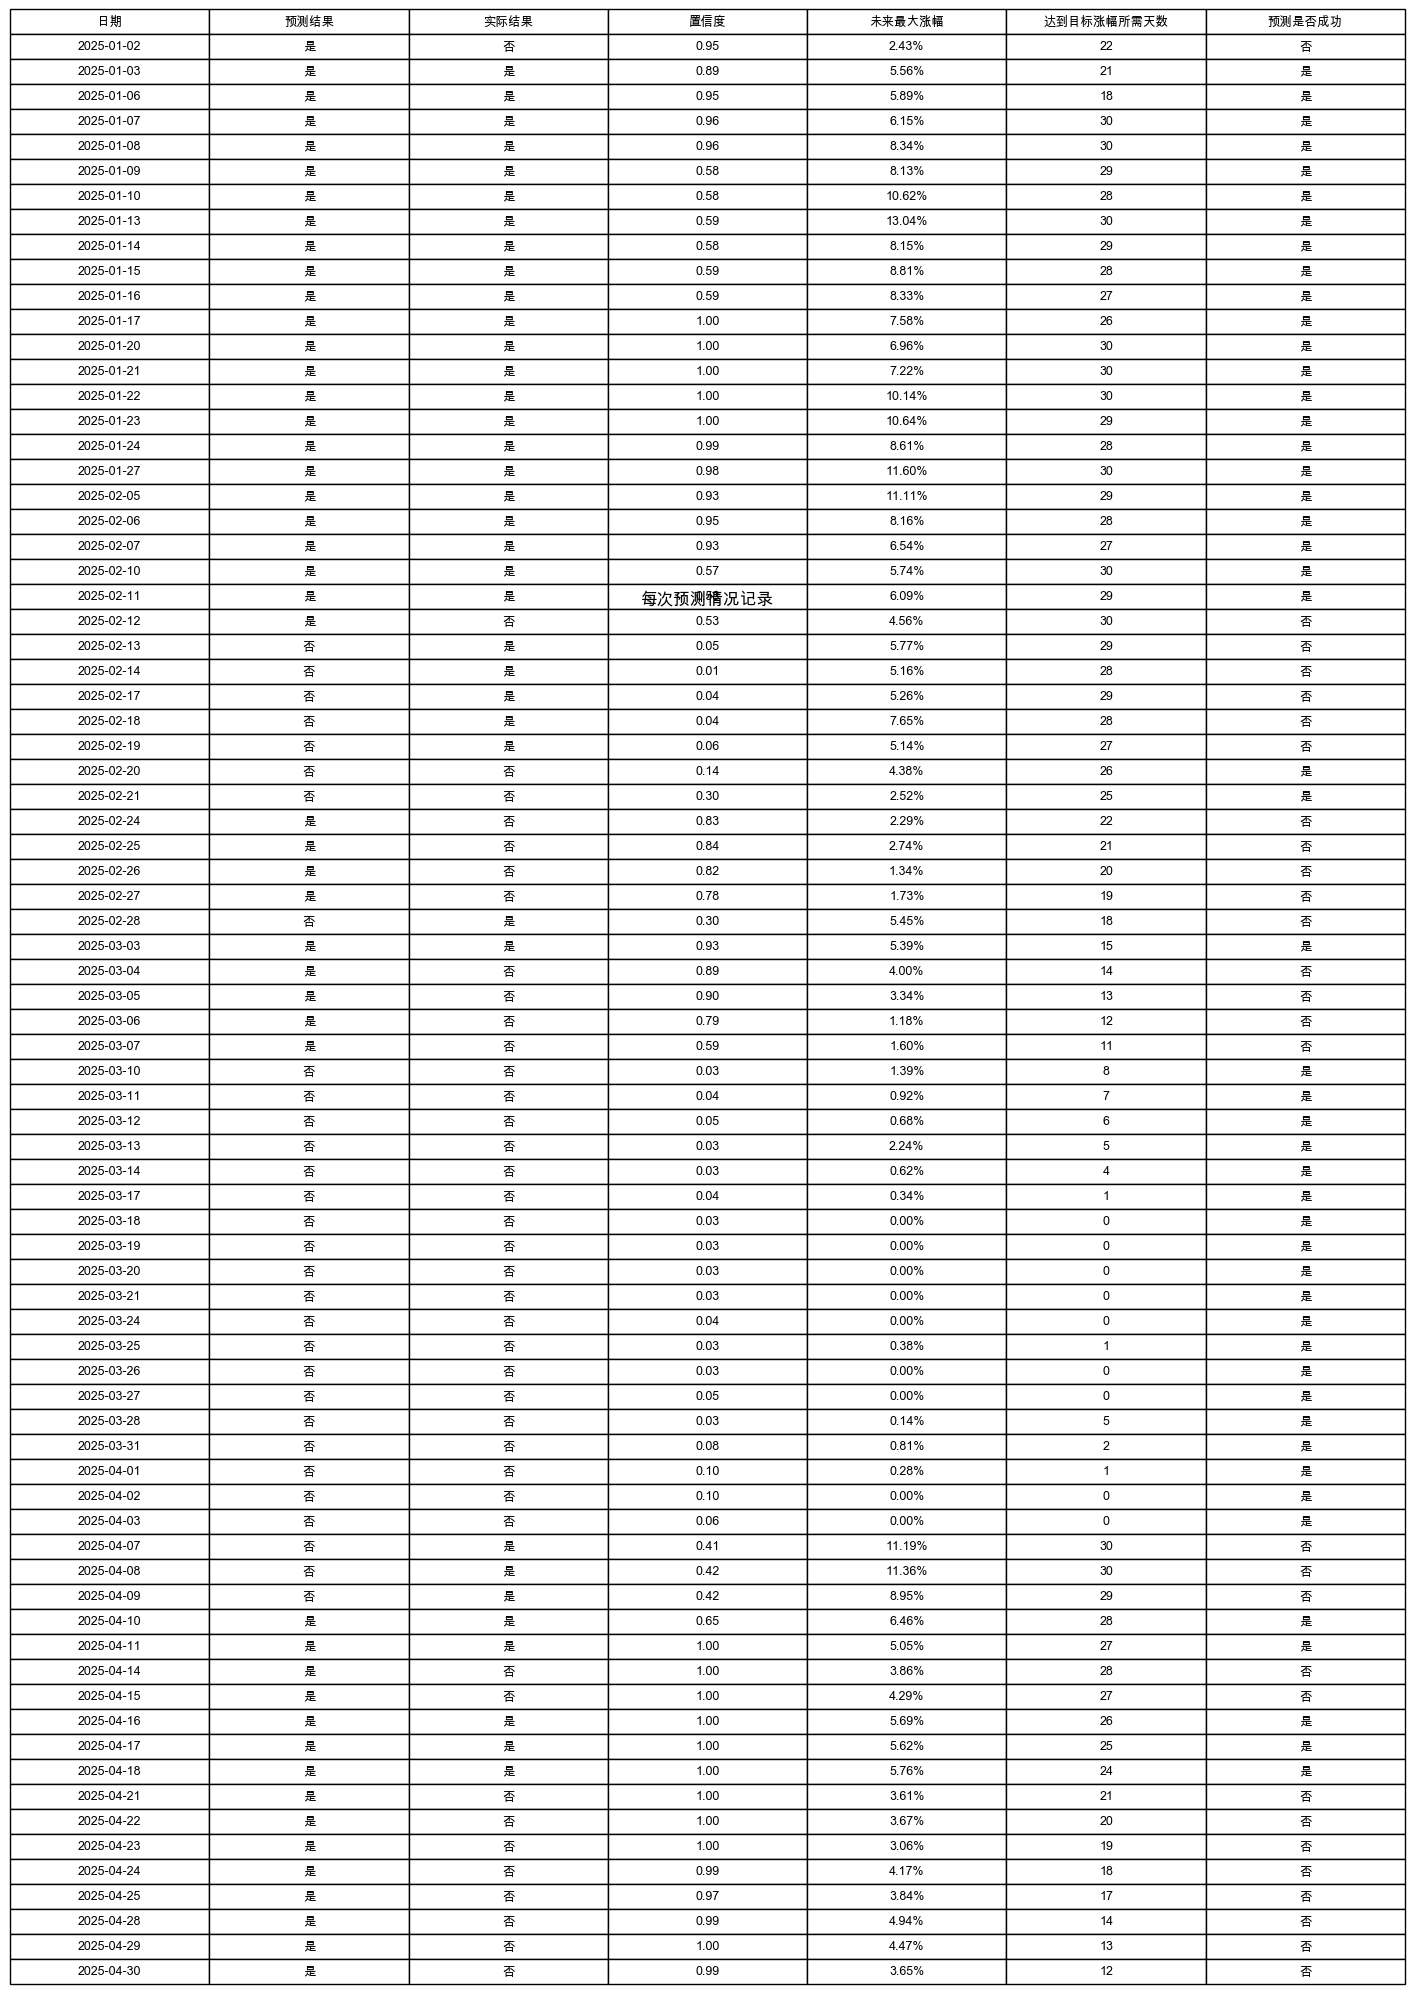 日期 预测结果 实际结果 置信度 未来最大涨幅 达到目标涨幅所需天数 预测是否成功
2025-01-02 是 否 0.95 2.43% 22 否
2025-01-03 是 是 0.89 5.56% 21 是
2025-01-06 是 是 0.95 5.89% 18 是
2025-01-07 是 是 0.96 6.15% 30 是
2025-01-08 是 是 0.96 8.34% 30 是
2025-01-09 是 是 0.58 8.13% 29 是
2025-01-10 是 是 0.58 10.62% 28 是
2025-01-13 是 是 0.59 13.04% 30 是
2025-01-14 是 是 0.58 8.15% 29 是
2025-01-15 是 是 0.59 8.81% 28 是
2025-01-16 是 是 0.59 8.33% 27 是
2025-01-17 是 是 1.00 7.58% 26 是
2025-01-20 是 是 1.00 6.96% 30 是
2025-01-21 是 是 1.00 7.22% 30 是
2025-01-22 是 是 1.00 10.14% 30 是
2025-01-23 是 是 1.00 10.64% 29 是
2025-01-24 是 是 0.99 8.61% 28 是
2025-01-27 是 是 0.98 11.60% 30 是
2025-02-05 是 是 0.93 11.11% 29 是
2025-02-06 是 是 0.95 8.16% 28 是
2025-02-07 是 是 0.93 6.54% 27 是
2025-02-10 是 是 0.57 5.74% 30 是
2025-02-11 是 是 每次预测情况记录 6.09% 29 是
2025-02-12 是 否 0.53 4.56% 30 否
2025-02-13 否 是 0.05 5.77% 29 否
2025-02-14 否 是 0.01 5.16% 28 否
2025-02-17 否 是 0.04 5.26% 29 否
2025-02-18 否 是 0.04 7.65% 28 否
2025-02-19 否 是 0.06 5.14% 27 否
2025-02-20 否 否 0.14 4.38% 26 是
2025-02-21 否 否 0.30 2.52% 25 是
2025-02-24 是 否 0.83 2.29% 22 否
2025-02-25 是 否 0.84 2.74% 21 否
2025-02-26 是 否 0.82 1.34% 20 否
2025-02-27 是 否 0.78 1.73% 19 否
2025-02-28 否 是 0.30 5.45% 18 否
2025-03-03 是 是 0.93 5.39% 15 是
2025-03-04 是 否 0.89 4.00% 14 否
2025-03-05 是 否 0.90 3.34% 13 否
2025-03-06 是 否 0.79 1.18% 12 否
2025-03-07 是 否 0.59 1.60% 11 否
2025-03-10 否 否 0.03 1.39% 8 是
2025-03-11 否 否 0.04 0.92% 7 是
2025-03-12 否 否 0.05 0.68% 6 是
2025-03-13 否 否 0.03 2.24% 5 是
2025-03-14 否 否 0.03 0.62% 4 是
2025-03-17 否 否 0.04 0.34% 1 是
2025-03-18 否 否 0.03 0.00% 0 是
2025-03-19 否 否 0.03 0.00% 0 是
2025-03-20 否 否 0.03 0.00% 0 是
2025-03-21 否 否 0.03 0.00% 0 是
2025-03-24 否 否 0.04 0.00% 0 是
2025-03-25 否 否 0.03 0.38% 1 是
2025-03-26 否 否 0.03 0.00% 0 是
2025-03-27 否 否 0.05 0.00% 0 是
2025-03-28 否 否 0.03 0.14% 5 是
2025-03-31 否 否 0.08 0.81% 2 是
2025-04-01 否 否 0.10 0.28% 1 是
2025-04-02 否 否 0.10 0.00% 0 是
2025-04-03 否 否 0.06 0.00% 0 是
2025-04-07 否 是 0.41 11.19% 30 否
2025-04-08 否 是 0.42 11.36% 30 否
2025-04-09 否 是 0.42 8.95% 29 否
2025-04-10 是 是 0.65 6.46% 28 是
2025-04-11 是 是 1.00 5.05% 27 是
2025-04-14 是 否 1.00 3.86% 28 否
2025-04-15 是 否 1.00 4.29% 27 否
2025-04-16 是 是 1.00 5.69% 26 是
2025-04-17 是 是 1.00 5.62% 25 是
2025-04-18 是 是 1.00 5.76% 24 是
2025-04-21 是 否 1.00 3.61% 21 否
2025-04-22 是 否 1.00 3.67% 20 否
2025-04-23 是 否 1.00 3.06% 19 否
2025-04-24 是 否 0.99 4.17% 18 否
2025-04-25 是 否 0.97 3.84% 17 否
2025-04-28 是 否 0.99 4.94% 14 否
2025-04-29 是 否 1.00 4.47% 13 否
2025-04-30 是 否 0.99 3.65% 12 否